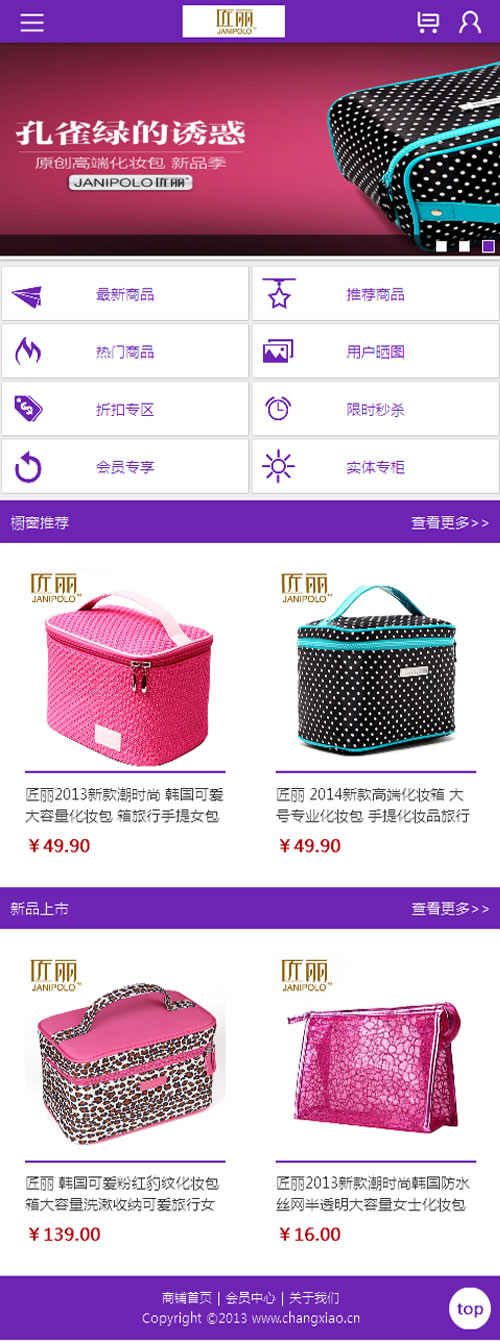 匠丽
JANIPOLO™
孔雀绿的诱惑
原创高端化妆包 新品季
JANIPOLO匠丽
最新商品
推荐商品
热门商品
用户晒图
折扣专区
限时秒杀
会员专享
实体专柜
橱窗推荐
查看更多>>
匠丽
JANIPOLO™
匠丽
JANIPOLO™
匠丽2013新款潮时尚 韩国可爱
大容量化妆包 箱旅行手提女包
￥49.90
匠丽 2014新款高端化妆箱 大
号专业化妆包 手提化妆品旅行
￥49.90
新品上市
查看更多>>
匠丽
JANIPOLO™
匠丽
JANIPOLO™
匠丽 韩国可爱粉红豹纹化妆包
箱大容量洗漱收纳可爱旅行女
￥139.00
匠丽2013新款潮时尚韩国防水
丝网半透明大容量女士化妆包
￥16.00
商铺首页 | 会员中心 | 关于我们
Copyright ©2013 www.changxiao.cn
top